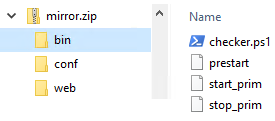 mirror.zip
bin
conf
web
Name
checker.ps1
prestart
start_prim
stop_prim